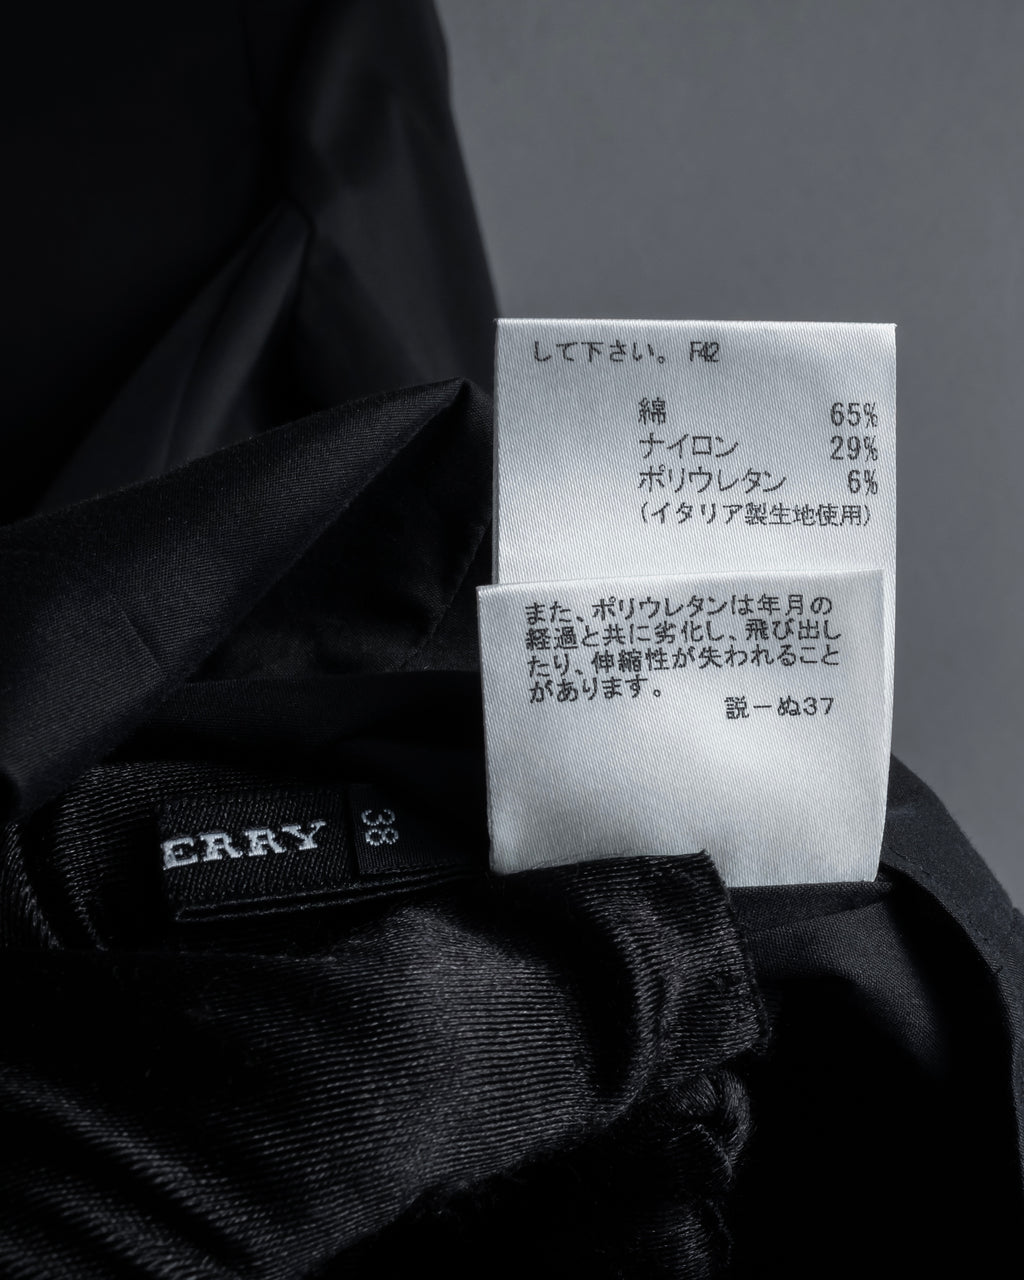 して下さい。 F42
綿 65%
ナイロン 29%
ポリウレタン 6%
(イタリア製生地使用)
また、ポリウレタンは年月の
経過と共に劣化し、飛び出し
たり、伸縮性が失われること
があります。
説ーぬ37
ERRY
38